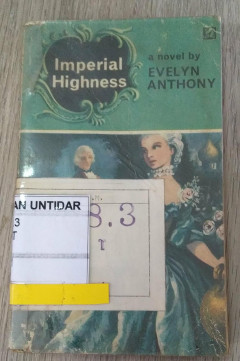 Imperial
Highness
a novel by
EVELYN
ANTHONY
AN UNTIDAR
3
T
8.3
I